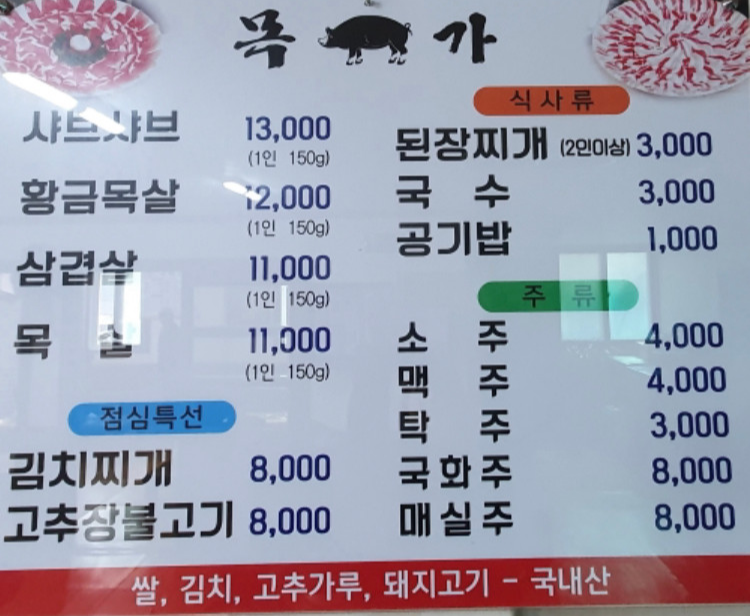 목 가
샤브샤브 13,000
(1인 150g)
황금목살 12,000
(1인 150g)
삼겹살 11,000
(1인 150g)
목 살 11,000
(1인 150g)
점심특선
김치찌개 8,000
고추장불고기 8,000
식사류
된장찌개 (2인이상) 3,000
국 수 3,000
공기밥 1,000
주 류
소 주 4,000
맥 주 4,000
탁 주 3,000
국화주 8,000
매실주 8,000
쌀, 김치, 고추가루, 돼지고기 - 국내산